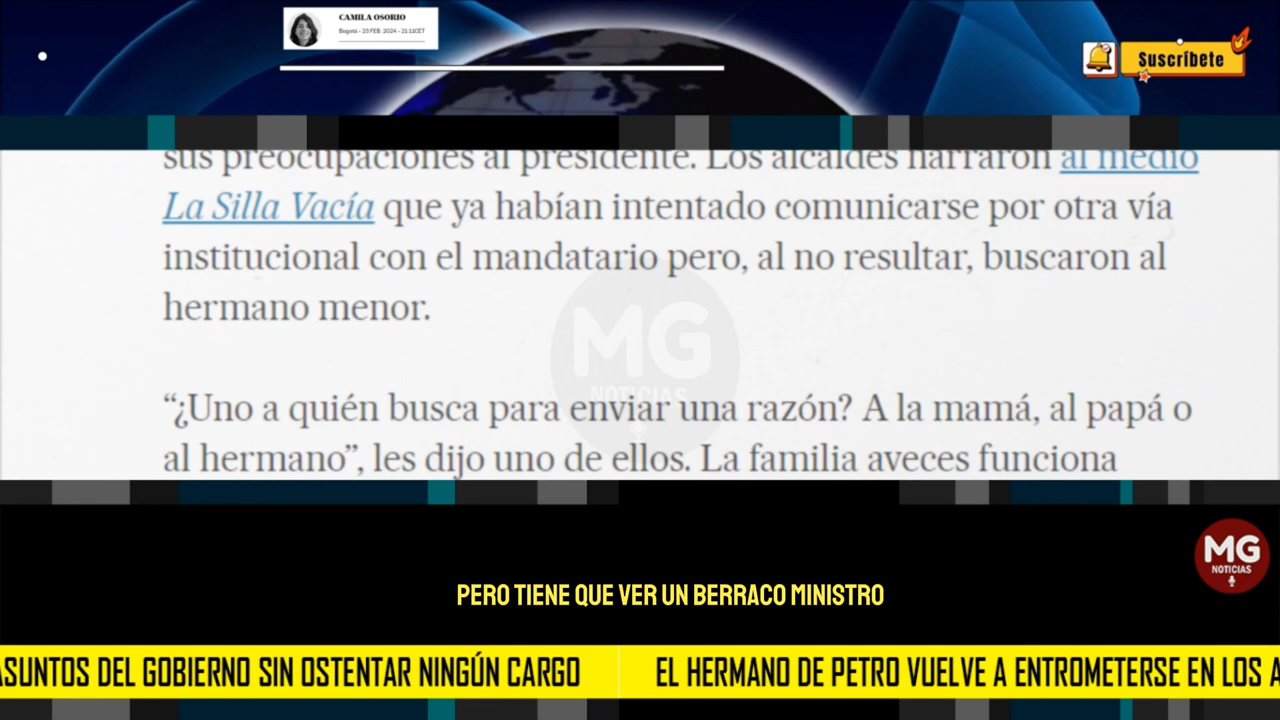 CAMILA OSORIO
Bogotá - 23 FEB. 2024 - 21:11CET
Suscríbete
sus preocupaciones al presidente. Los alcaldes narraron al medio
La Silla Vacía que ya habían intentado comunicarse por otra vía
institucional con el mandatario pero, al no resultar, buscaron al
hermano menor.
MG
NOTICIAS
“¿Uno a quién busca para enviar una razón? A la mamá, al papá o
al hermano”, les dijo uno de ellos. La familia aveces funciona
MG
NOTICIAS
PERO TIENE QUE VER UN BERRACO MINISTRO
ASUNTOS DEL GOBIERNO SIN OSTENTAR NINGÚN CARGO EL HERMANO DE PETRO VUELVE A ENTROMETERSE EN LOS A